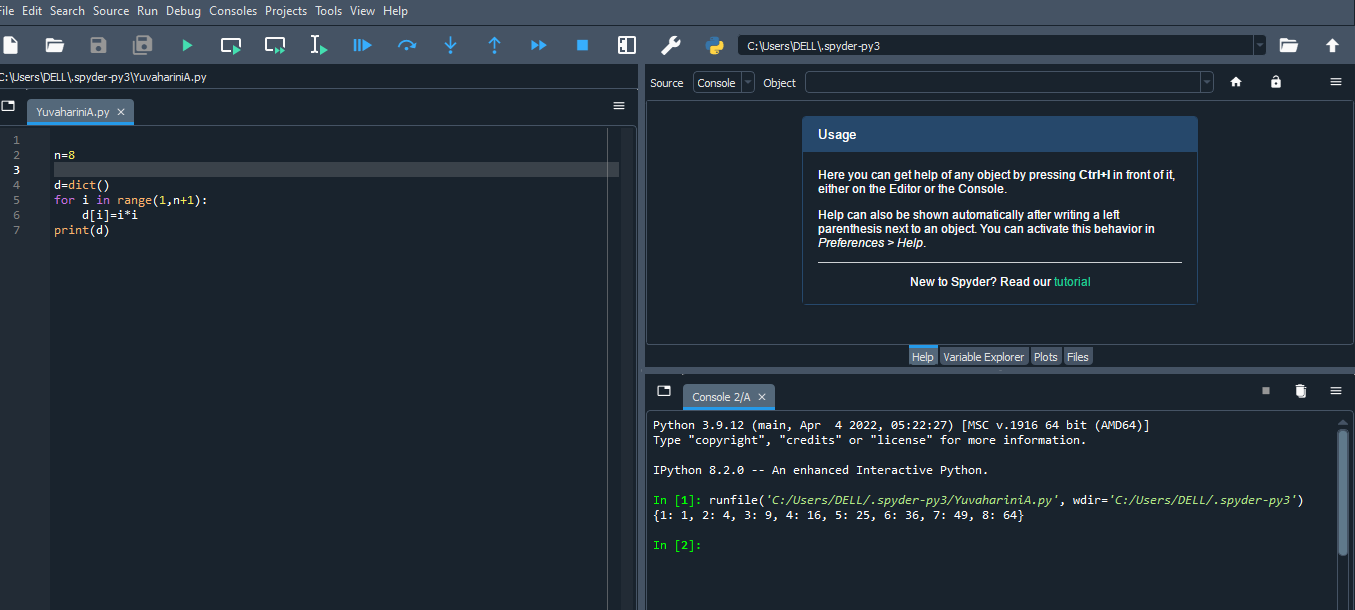 File Edit Search Source Run Debug Consoles Projects Tools View Help
C:\Users\DELL\.spyder-py3
C:\Users\DELL\.spyder-py3\YuvahariniA.py
YuvahariniA.py
1
2 n=8
3
4 d=dict()
5 for i in range(1,n+1):
6     d[i]=i*i
7 print(d)
Source Console Object
Usage
Here you can get help of any object by pressing Ctrl+I in front of it,
either on the Editor or the Console.
Help can also be shown automatically after writing a left
parenthesis next to an object. You can activate this behavior in
Preferences > Help.
New to Spyder? Read our tutorial
Help Variable Explorer Plots Files
Console 2/A
Python 3.9.12 (main, Apr  4 2022, 05:22:27) [MSC v.1916 64 bit (AMD64)]
Type "copyright", "credits" or "license" for more information.
IPython 8.2.0 -- An enhanced Interactive Python.
In [1]: runfile('C:/Users/DELL/.spyder-py3/YuvahariniA.py', wdir='C:/Users/DELL/.spyder-py3')
{1: 1, 2: 4, 3: 9, 4: 16, 5: 25, 6: 36, 7: 49, 8: 64}
In [2]: